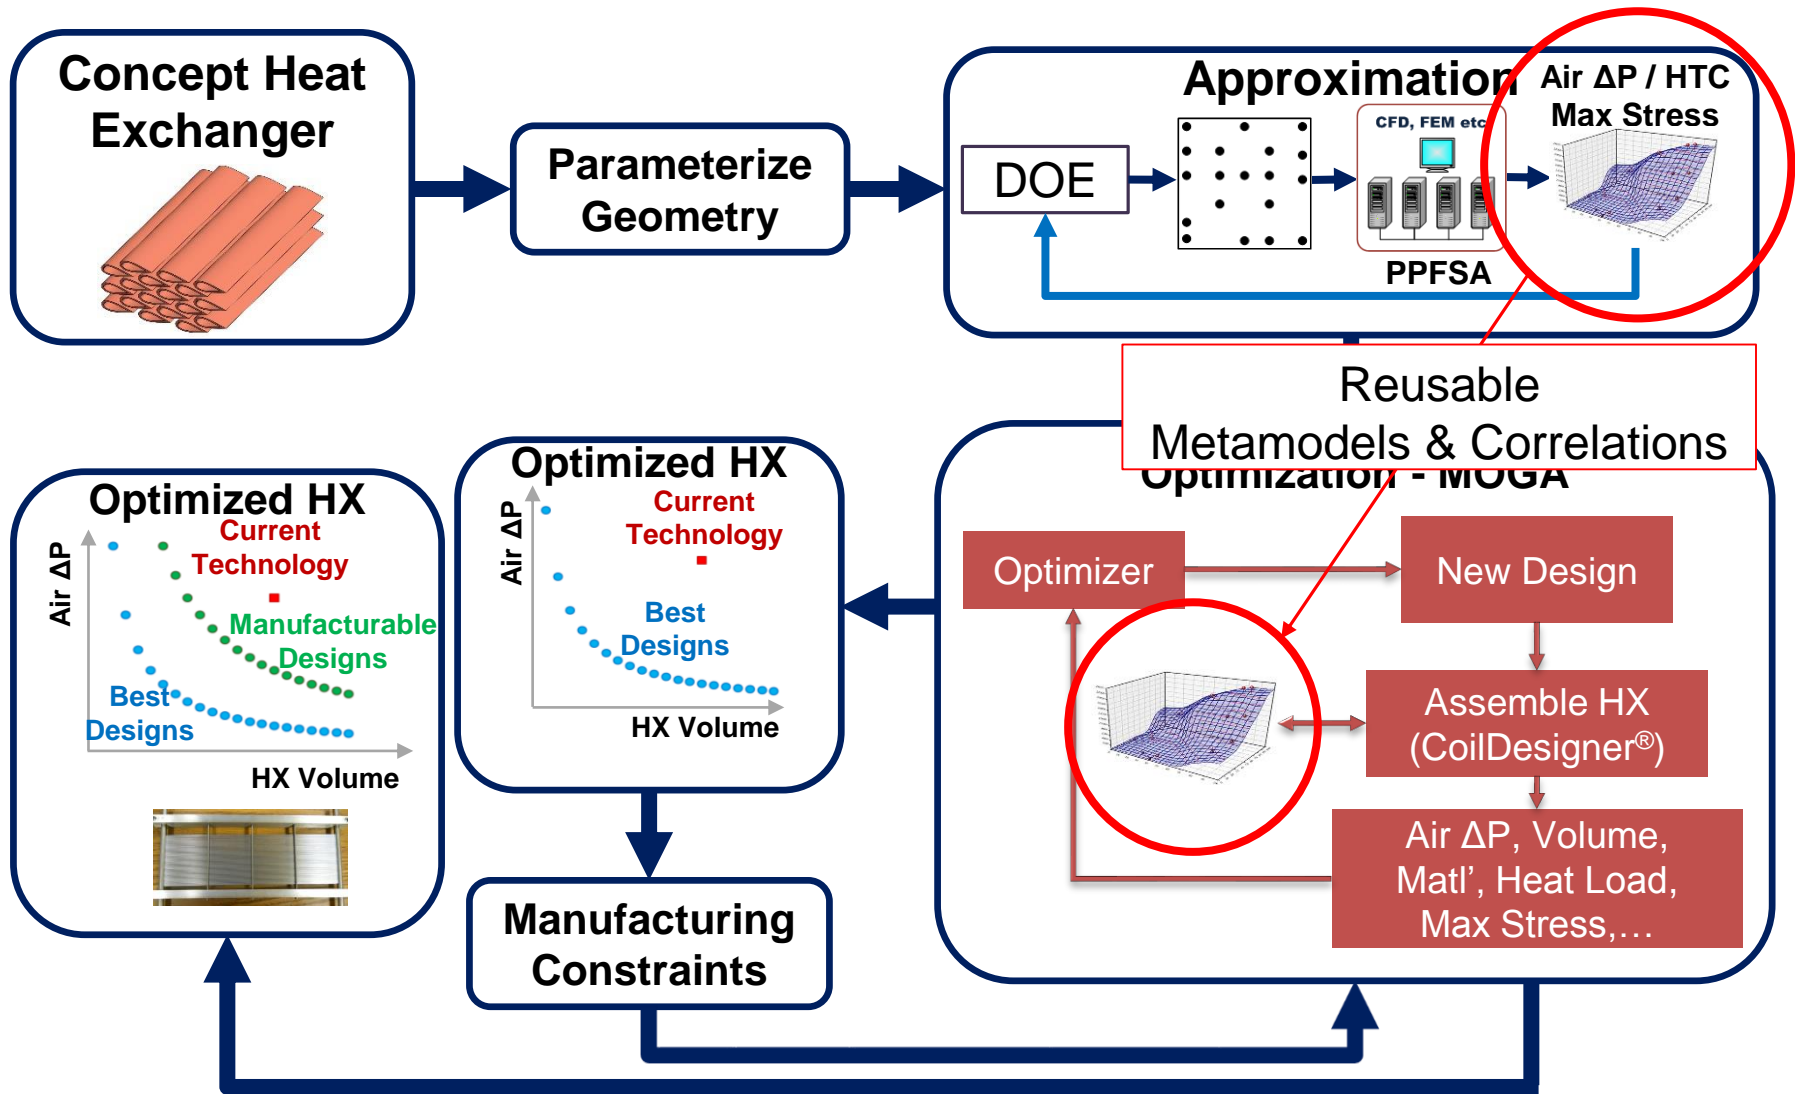 Concept Heat
Exchanger
Parameterize
Geometry
Approximation
DOE
CFD, FEM etc
PPFSA
Air ΔP / HTC
Max Stress
Reusable
Metamodels & Correlations
Optimization - MOGA
Optimizer
New Design
Assemble HX
(CoilDesigner®)
Air ΔP, Volume,
Matl’, Heat Load,
Max Stress,…
Optimized HX
Current
Technology
Best
Designs
Air ΔP
HX Volume
Manufacturing
Constraints
Optimized HX
Current
Technology
Manufacturable
Designs
Best
Designs
Air ΔP
HX Volume